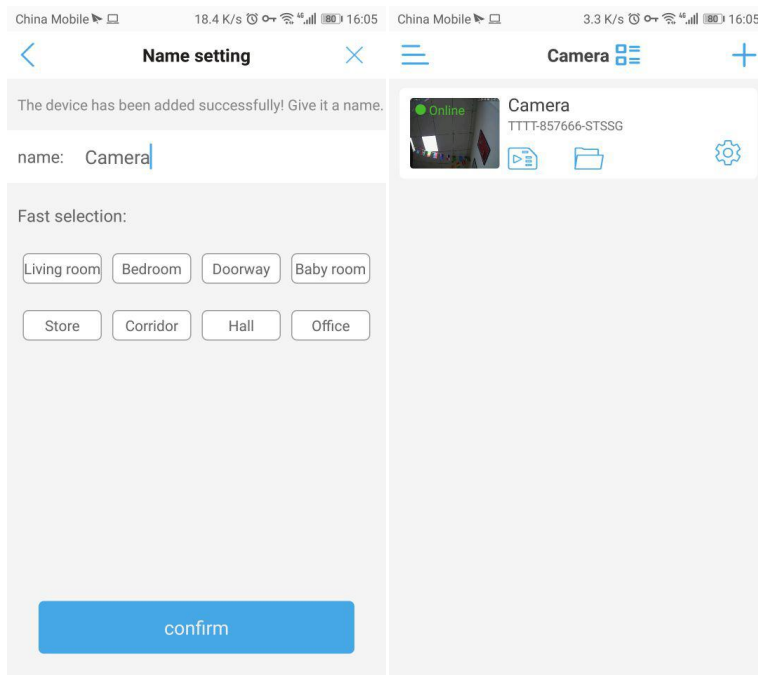 China Mobile 18.4 K/s 80 16:05
Name setting
The device has been added successfully! Give it a name.
name: Camera
Fast selection:
Living room Bedroom Doorway Baby room
Store Corridor Hall Office
confirm
China Mobile 3.3 K/s 80 16:05
Camera
Online
Camera
TTTT-857666-STSSG